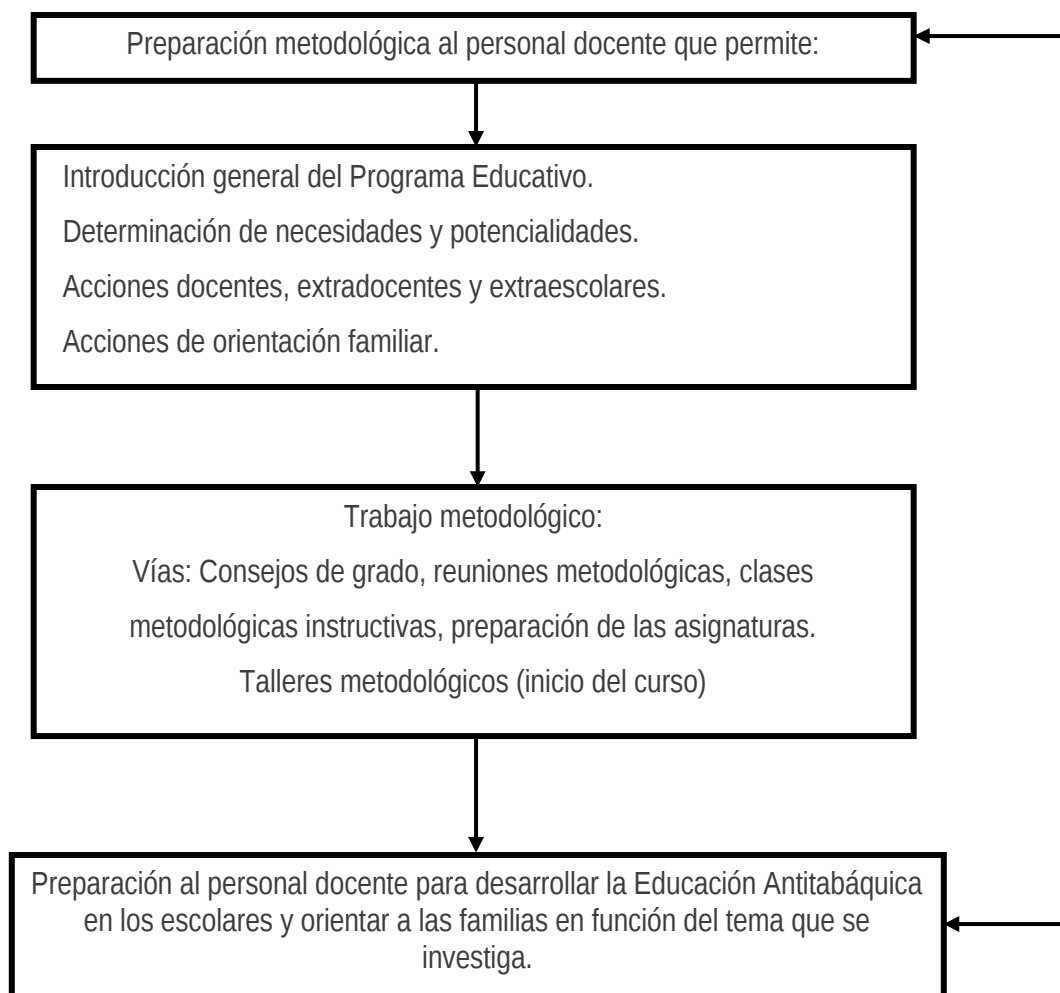 Preparación metodológica al personal docente que permite:
Introducción general del Programa Educativo.
Determinación de necesidades y potencialidades.
Acciones docentes, extradocentes y extraescolares.
Acciones de orientación familiar.
Trabajo metodológico:
Vías: Consejos de grado, reuniones metodológicas, clases
metodológicas instructivas, preparación de las asignaturas.
Talleres metodológicos (inicio del curso)
Preparación al personal docente para desarrollar la Educación Antitabáquica
en los escolares y orientar a las familias en función del tema que se
investiga.